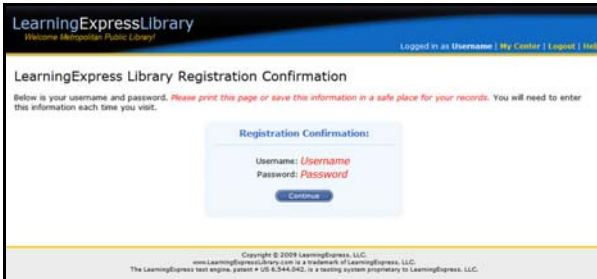 LearningExpressLibrary
Welcome Metropolitan Public Library!
Logged in as Username | My Center | Logout | Help
LearningExpress Library Registration Confirmation
Below is your username and password. Please print this page or save this information in a safe place for your records. You will need to enter
this information each time you visit.
Registration Confirmation:
Username: Username
Password: Password
Continue
Copyright © 2009 LearningExpress, LLC.
www.LearningExpressLibrary.com is a trademark of LearningExpress, LLC.
The LearningExpress test engine, patent # US 6,544,042, is a testing system proprietary to LearningExpress, LLC.